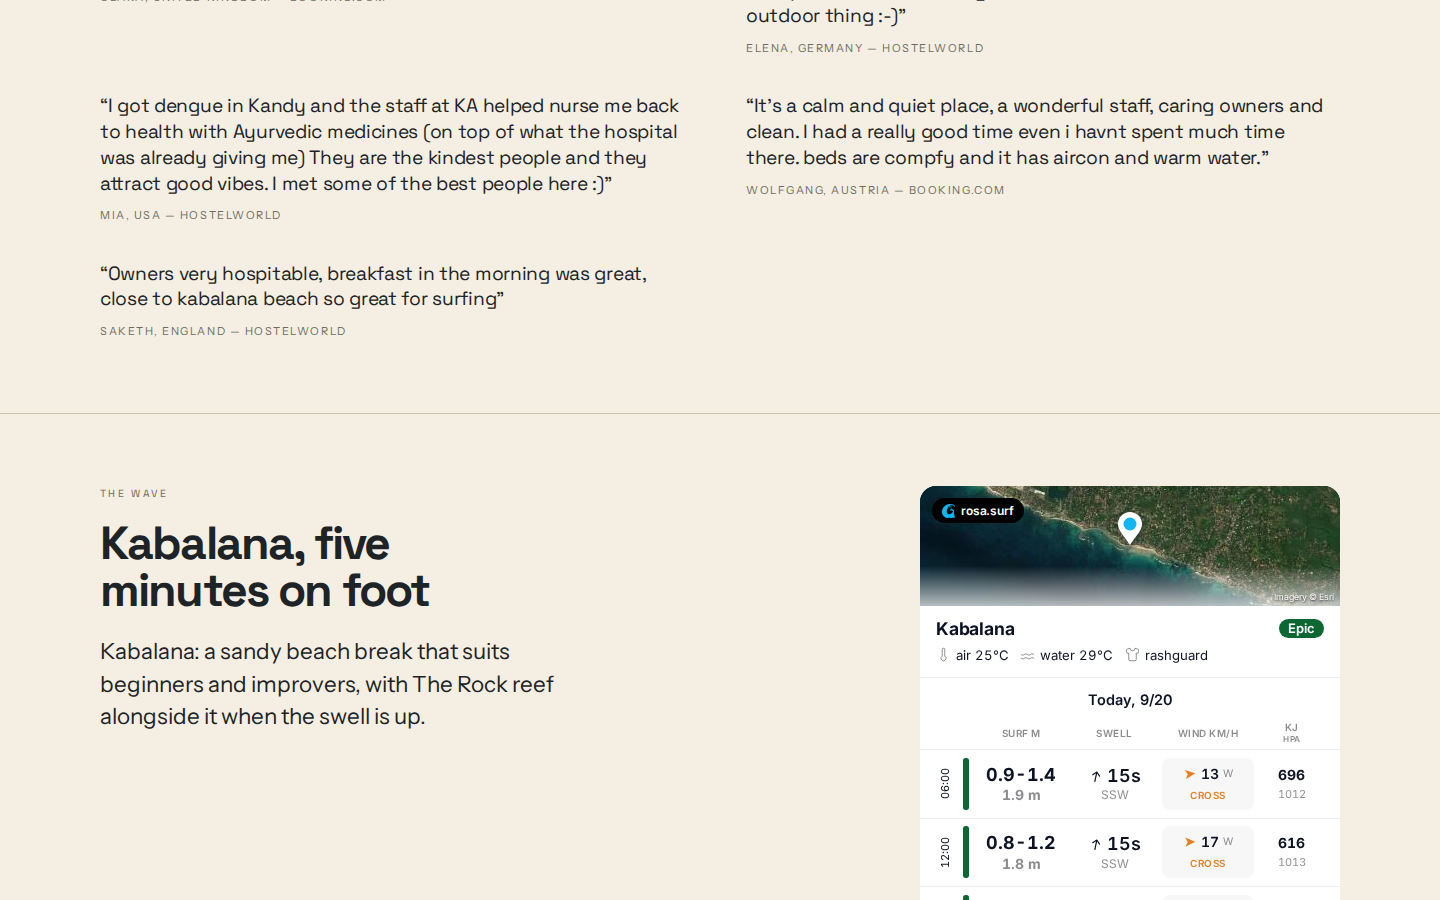 outdoor thing :-)”
ELENA, GERMANY — HOSTELWORLD
“I got dengue in Kandy and the staff at KA helped nurse me back
to health with Ayurvedic medicines (on top of what the hospital
was already giving me) They are the kindest people and they
attract good vibes. I met some of the best people here :)”
MIA, USA — HOSTELWORLD
“It’s a calm and quiet place, a wonderful staff, caring owners and
clean. I had a really good time even i havnt spent much time
there. beds are compfy and it has aircon and warm water.”
WOLFGANG, AUSTRIA — BOOKING.COM
“Owners very hospitable, breakfast in the morning was great,
close to kabalana beach so great for surfing”
SAKETH, ENGLAND — HOSTELWORLD
THE WAVE
Kabalana, five
minutes on foot
Kabalana: a sandy beach break that suits
beginners and improvers, with The Rock reef
alongside it when the swell is up.
rosa.surf
Imagery © Esri
Kabalana
Epic
air 25°C water 29°C rashguard
Today, 9/20
SURF M SWELL WIND KM/H KJ
HPA
06:00 0.9-1.4 15s 13 W 696
1.9 m SSW CROSS 1012
12:00 0.8-1.2 15s 17 W 616
1.8 m SSW CROSS 1013